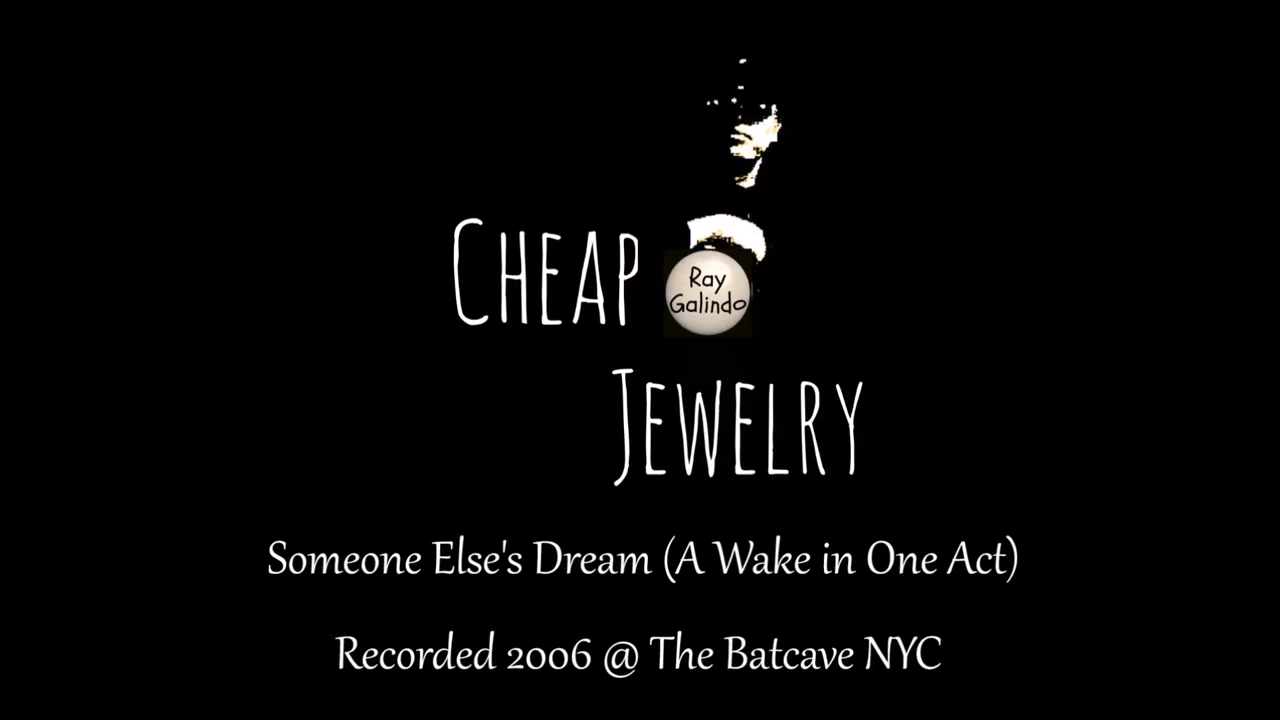 Cheap
Ray
Galindo
Jewelry
Someone Else's Dream (A Wake in One Act)
Recorded 2006 @ The Batcave NYC